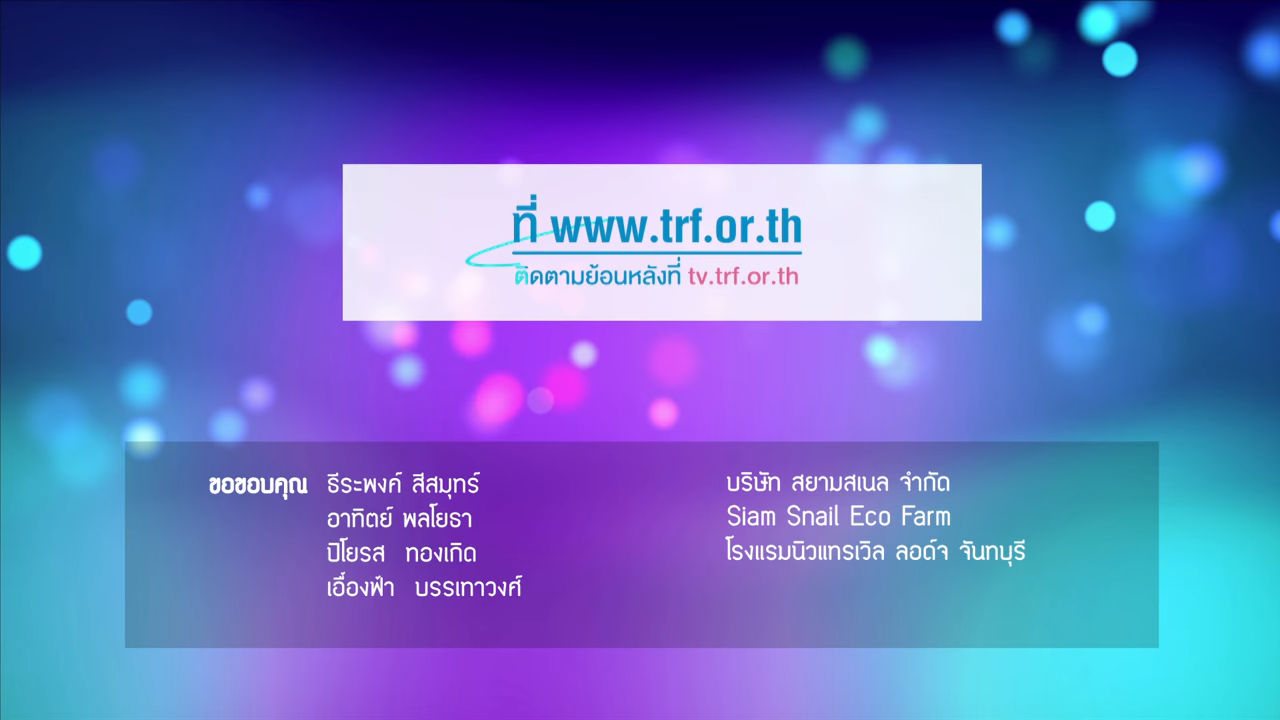 ที่ www.trf.or.th
ติดตามย้อนหลังที่ tv.trf.or.th
ขอขอบคุณ ธีระพงค์ สีสมุทร์
อาทิตย์ พลโยธา
ปิโยรส ทองเกิด
เอื้องฟ้า บรรเทาวงศ์
บริษัท สยามสเนล จำกัด
Siam Snail Eco Farm
โรงแรมนิวแทรเวิล ลอด์จ จันทบุรี